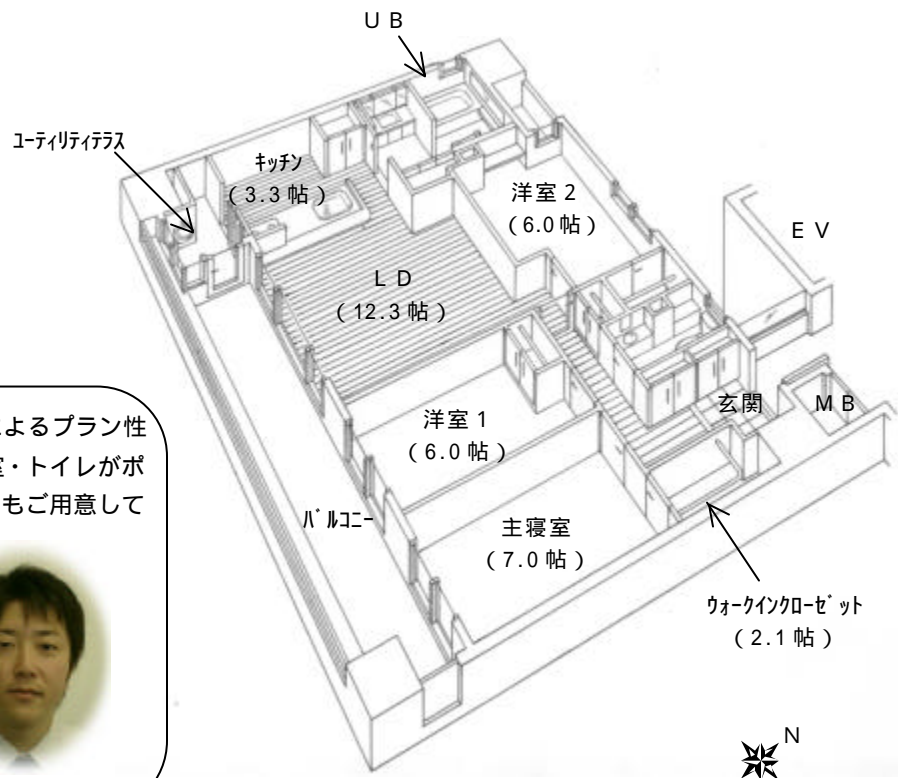 ＵＢ
ﾕｰﾃｨﾘﾃｨﾃﾗｽ
ｷｯﾁﾝ
（3.3帖）
洋室２
（6.0帖）
ＥＶ
ＬＤ
（12.3帖）
玄関
ＭＢ
洋室１
（6.0帖）
ﾊﾞﾙｺﾆｰ
主寝室
（7.0帖）
ｳｫｰｸｲﾝｸﾛｰｾﾞｯﾄ
（2.1帖）
よるプラン性
・トイレがポ
もご用意して
N